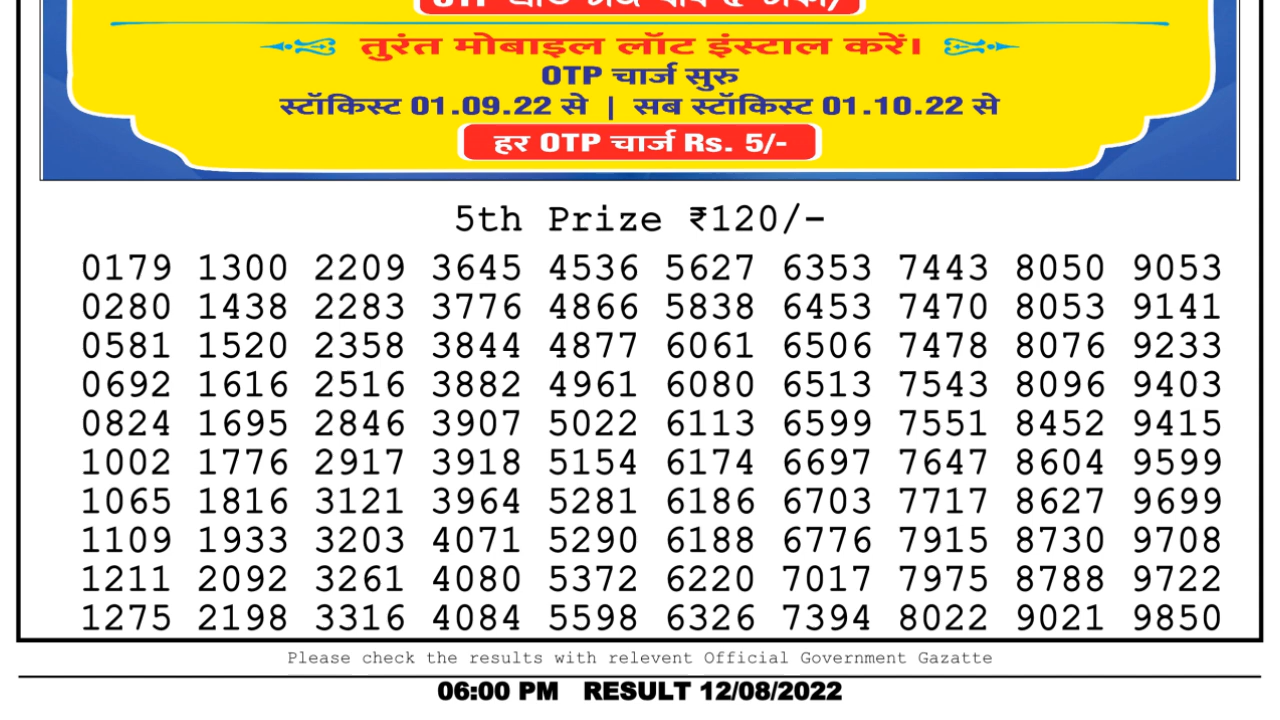 तुरंत मोबाइल लॉट इंस्टाल करें।
OTP चार्ज सुरु
स्टॉकिस्ट 01.09.22 से | सब स्टॉकिस्ट 01.10.22 से
हर OTP चार्ज Rs. 5/-
5th Prize ₹120/-
0179 1300 2209 3645 4536 5627 6353 7443 8050 9053
0280 1438 2283 3776 4866 5838 6453 7470 8053 9141
0581 1520 2358 3844 4877 6061 6506 7478 8076 9233
0692 1616 2516 3882 4961 6080 6513 7543 8096 9403
0824 1695 2846 3907 5022 6113 6599 7551 8452 9415
1002 1776 2917 3918 5154 6174 6697 7647 8604 9599
1065 1816 3121 3964 5281 6186 6703 7717 8627 9699
1109 1933 3203 4071 5290 6188 6776 7915 8730 9708
1211 2092 3261 4080 5372 6220 7017 7975 8788 9722
1275 2198 3316 4084 5598 6326 7394 8022 9021 9850
Please check the results with relevent Official Government Gazatte
06:00 PM RESULT 12/08/2022